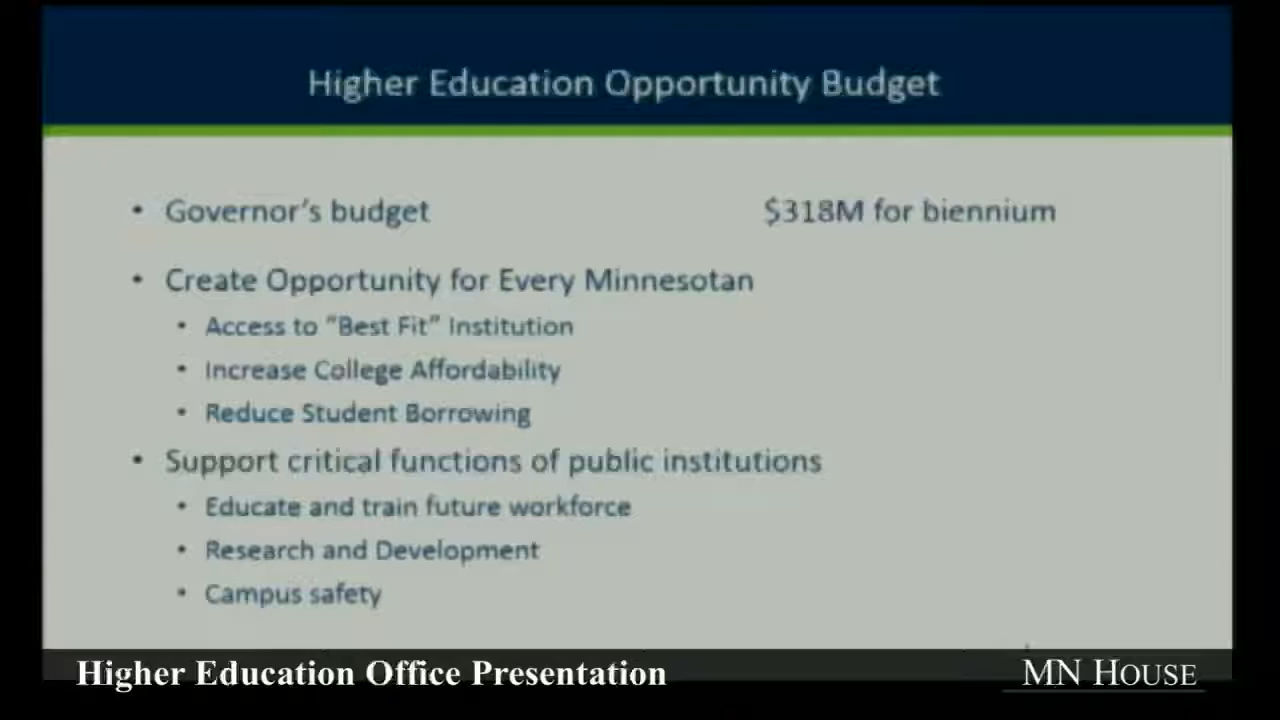 Higher Education Opportunity Budget
• Governor's budget $318M for biennium
• Create Opportunity for Every Minnesotan
• Access to "Best Fit" Institution
• Increase College Affordability
• Reduce Student Borrowing
• Support critical functions of public institutions
• Educate and train future workforce
• Research and Development
• Campus safety
Higher Education Office Presentation
MN HOUSE